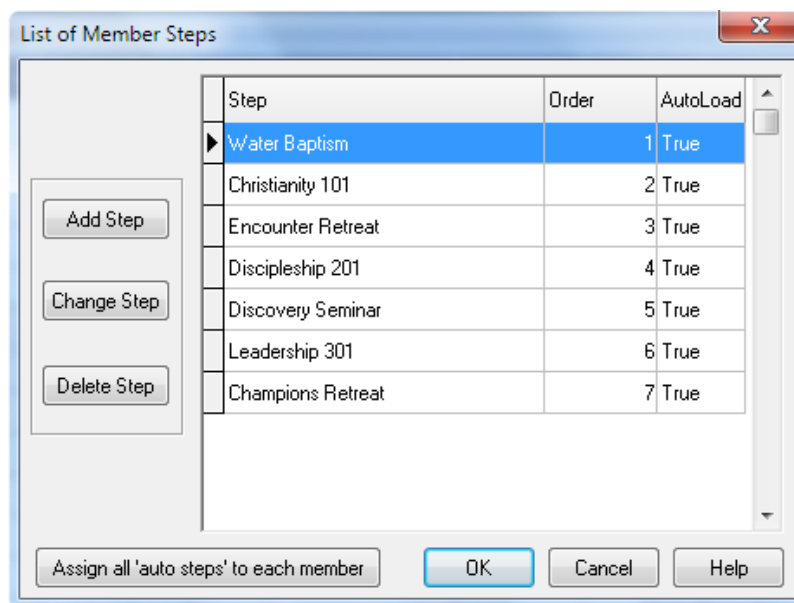 List of Member Steps
Step Order AutoLoad
Water Baptism 1 True
Christianity 101 2 True
Encounter Retreat 3 True
Discipleship 201 4 True
Discovery Seminar 5 True
Leadership 301 6 True
Champions Retreat 7 True
Add Step
Change Step
Delete Step
Assign all 'auto steps' to each member OK Cancel Help